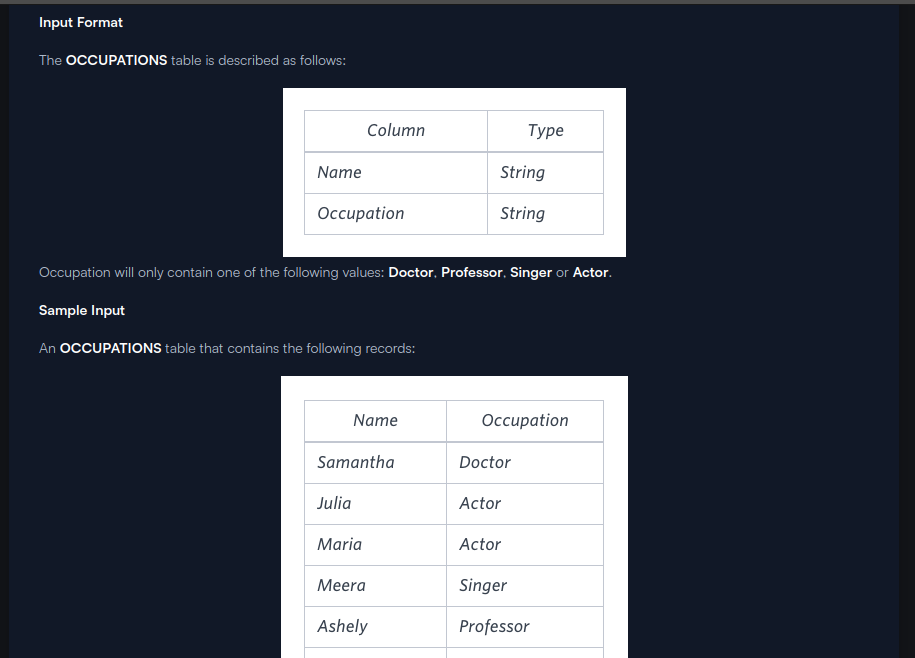 Input Format
The OCCUPATIONS table is described as follows:
Column Type
Name String
Occupation String
Occupation will only contain one of the following values: Doctor, Professor, Singer or Actor.
Sample Input
An OCCUPATIONS table that contains the following records:
Name Occupation
Samantha Doctor
Julia Actor
Maria Actor
Meera Singer
Ashely Professor